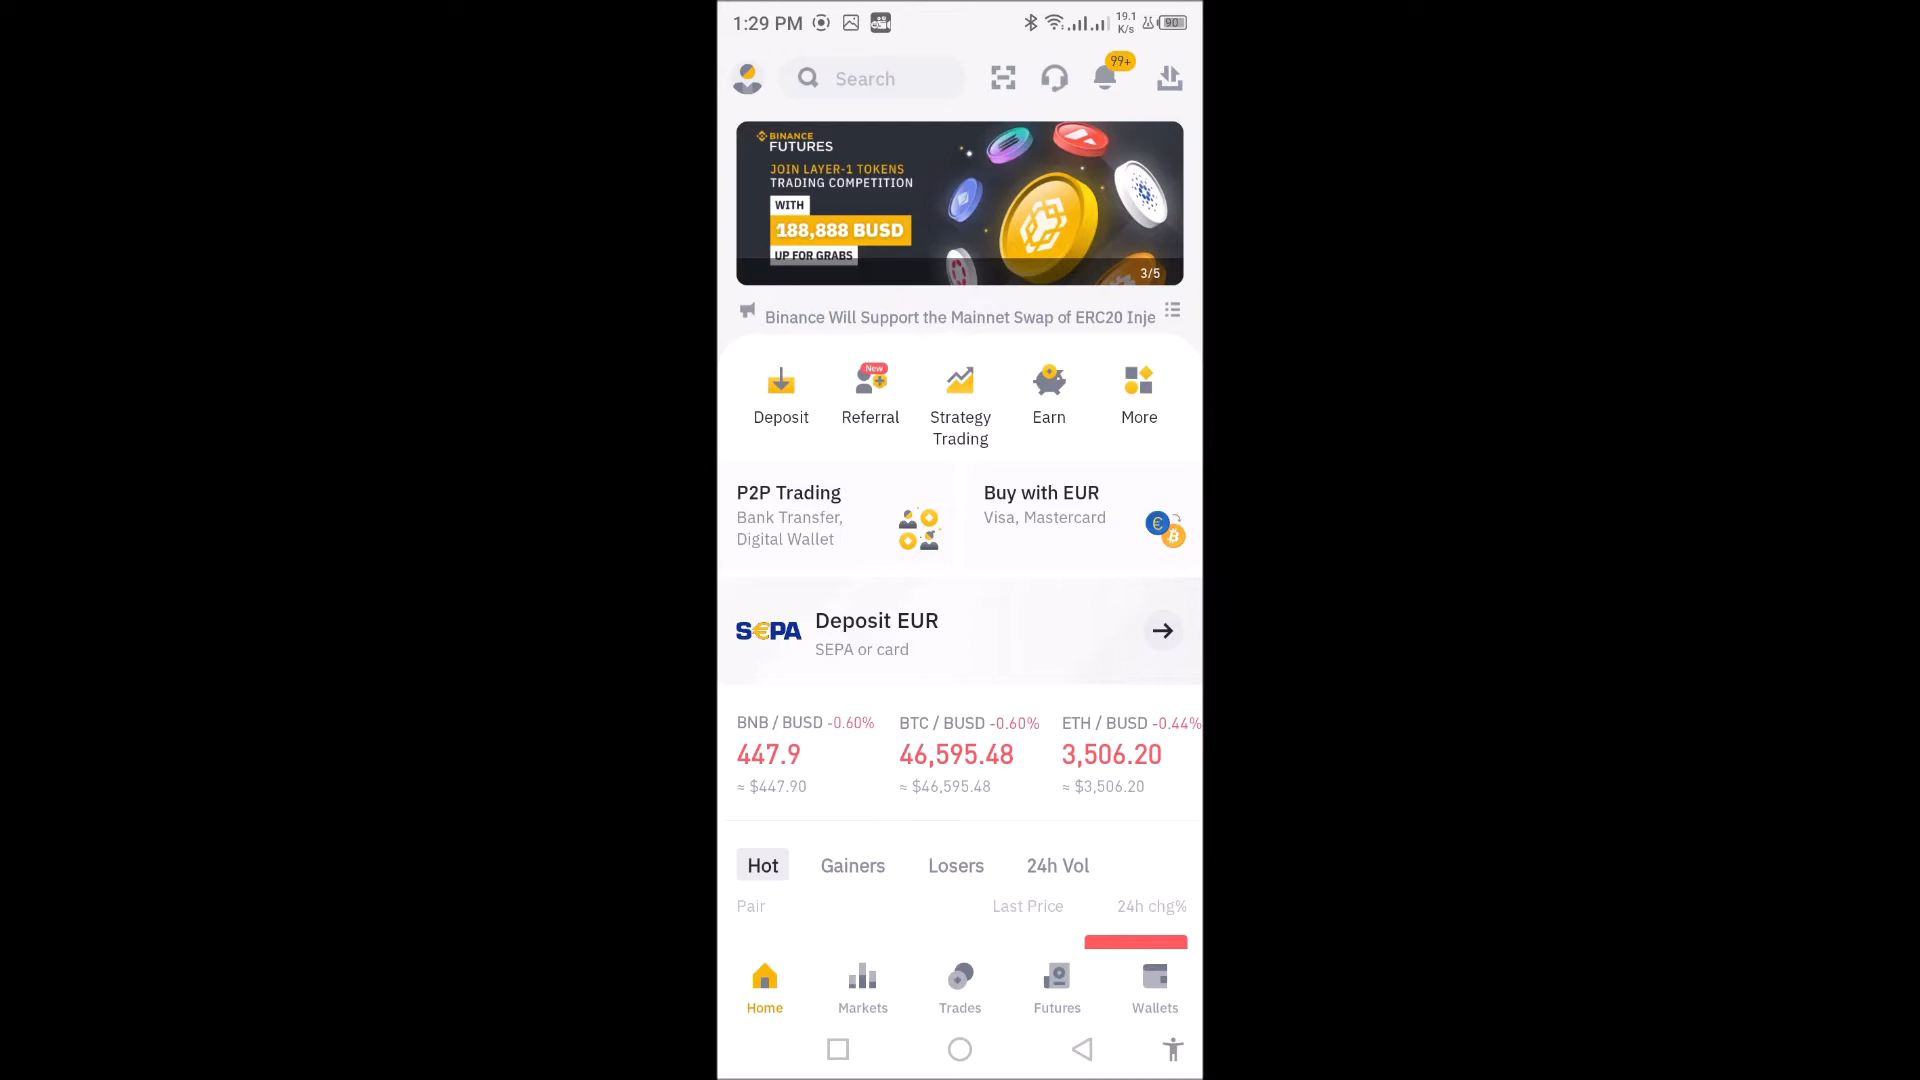 1:29 PM
19.1
K/s
90
Search
99+
BINANCE
FUTURES
JOIN LAYER-1 TOKENS
TRADING COMPETITION
WITH
188,888 BUSD
UP FOR GRABS
3/5
Binance Will Support the Mainnet Swap of ERC20 Inje
New
Deposit
Referral
Strategy
Trading
Earn
More
P2P Trading
Bank Transfer,
Digital Wallet
Buy with EUR
Visa, Mastercard
S€PA
Deposit EUR
SEPA or card
BNB / BUSD -0.60%
BTC / BUSD -0.60%
ETH / BUSD -0.44%
447.9
46,595.48
3,506.20
≈ $447.90
≈ $46,595.48
≈ $3,506.20
Hot
Gainers
Losers
24h Vol
Pair
Last Price
24h chg%
Home
Markets
Trades
Futures
Wallets